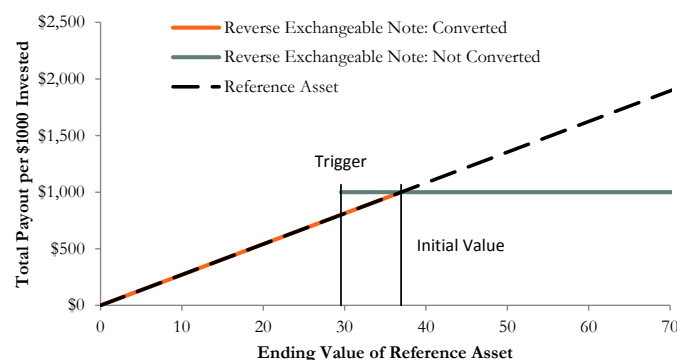 $2,500
$2,000
$1,500
$1,000
$500
$0
Total Payout per $1000 Invested
Reverse Exchangeable Note: Converted
Reverse Exchangeable Note: Not Converted
Reference Asset
Trigger
Initial Value
0 10 20 30 40 50 60 70
Ending Value of Reference Asset